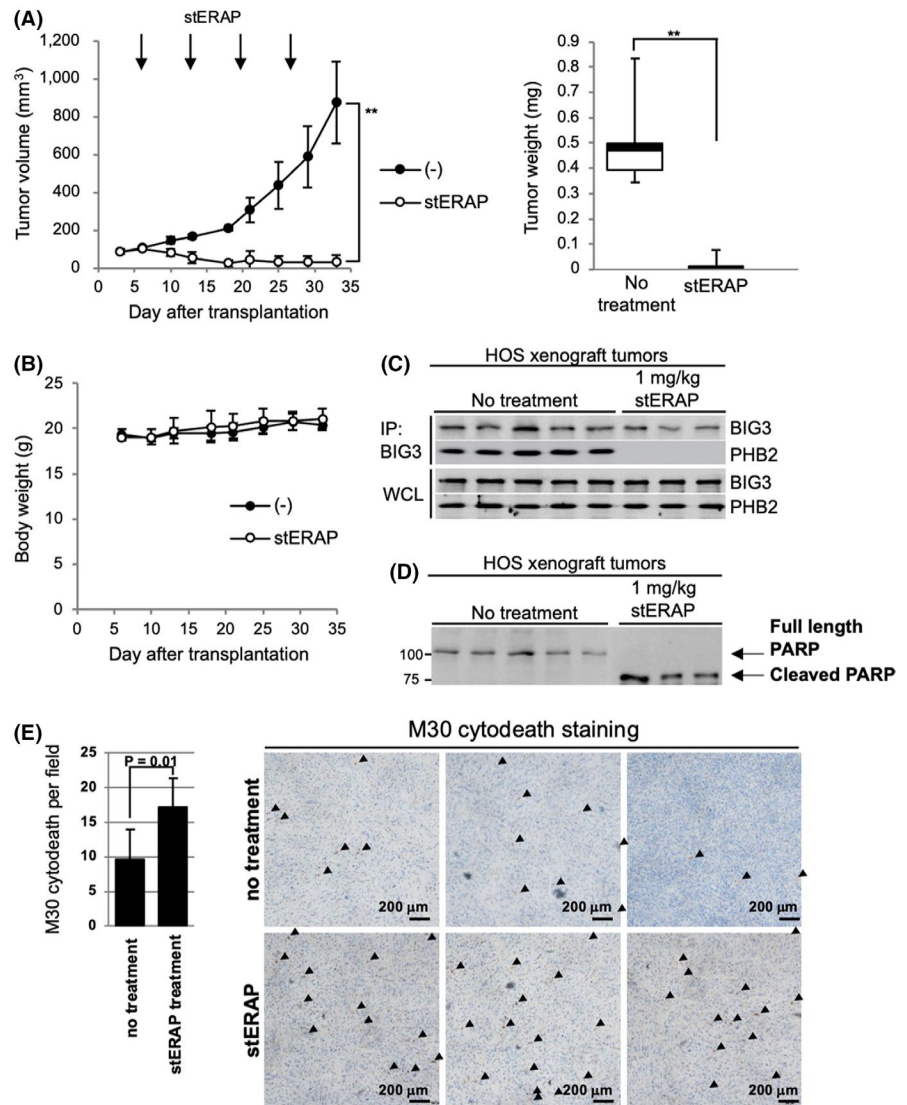 (A)
stERAP
1,200
1,000
800
600
400
200
0
Tumor volume (mm³)
0 5 10 15 20 25 30 35
Day after transplantation
**
(-)
stERAP
**
0.9
0.8
0.7
0.6
0.5
0.4
0.3
0.2
0.1
0
Tumor weight (mg)
No
treatment
stERAP
(B)
25
20
15
10
5
0
Body weight (g)
(-)
stERAP
0 5 10 15 20 25 30 35
Day after transplantation
(C)
HOS xenograft tumors
1 mg/kg
No treatment stERAP
IP:
BIG3
BIG3
PHB2
WCL
BIG3
PHB2
(D)
HOS xenograft tumors
1 mg/kg
No treatment stERAP
100
75
Full length
PARP
Cleaved PARP
(E)
25
20
15
10
5
0
P = 0.01
M30 cytodeath per field
no treatment
stERAP treatment
M30 cytodeath staining
no treatment
200 μm
200 μm
200 μm
stERAP
200 μm
200 μm
200 μm